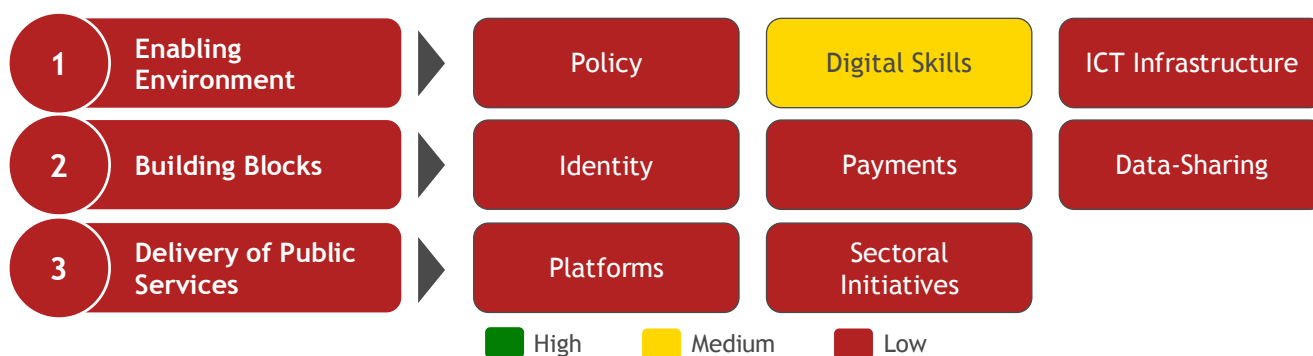 1
Enabling
Environment
Policy
Digital Skills
ICT Infrastructure
2
Building Blocks
Identity
Payments
Data-Sharing
3
Delivery of Public
Services
Platforms
Sectoral
Initiatives
High
Medium
Low